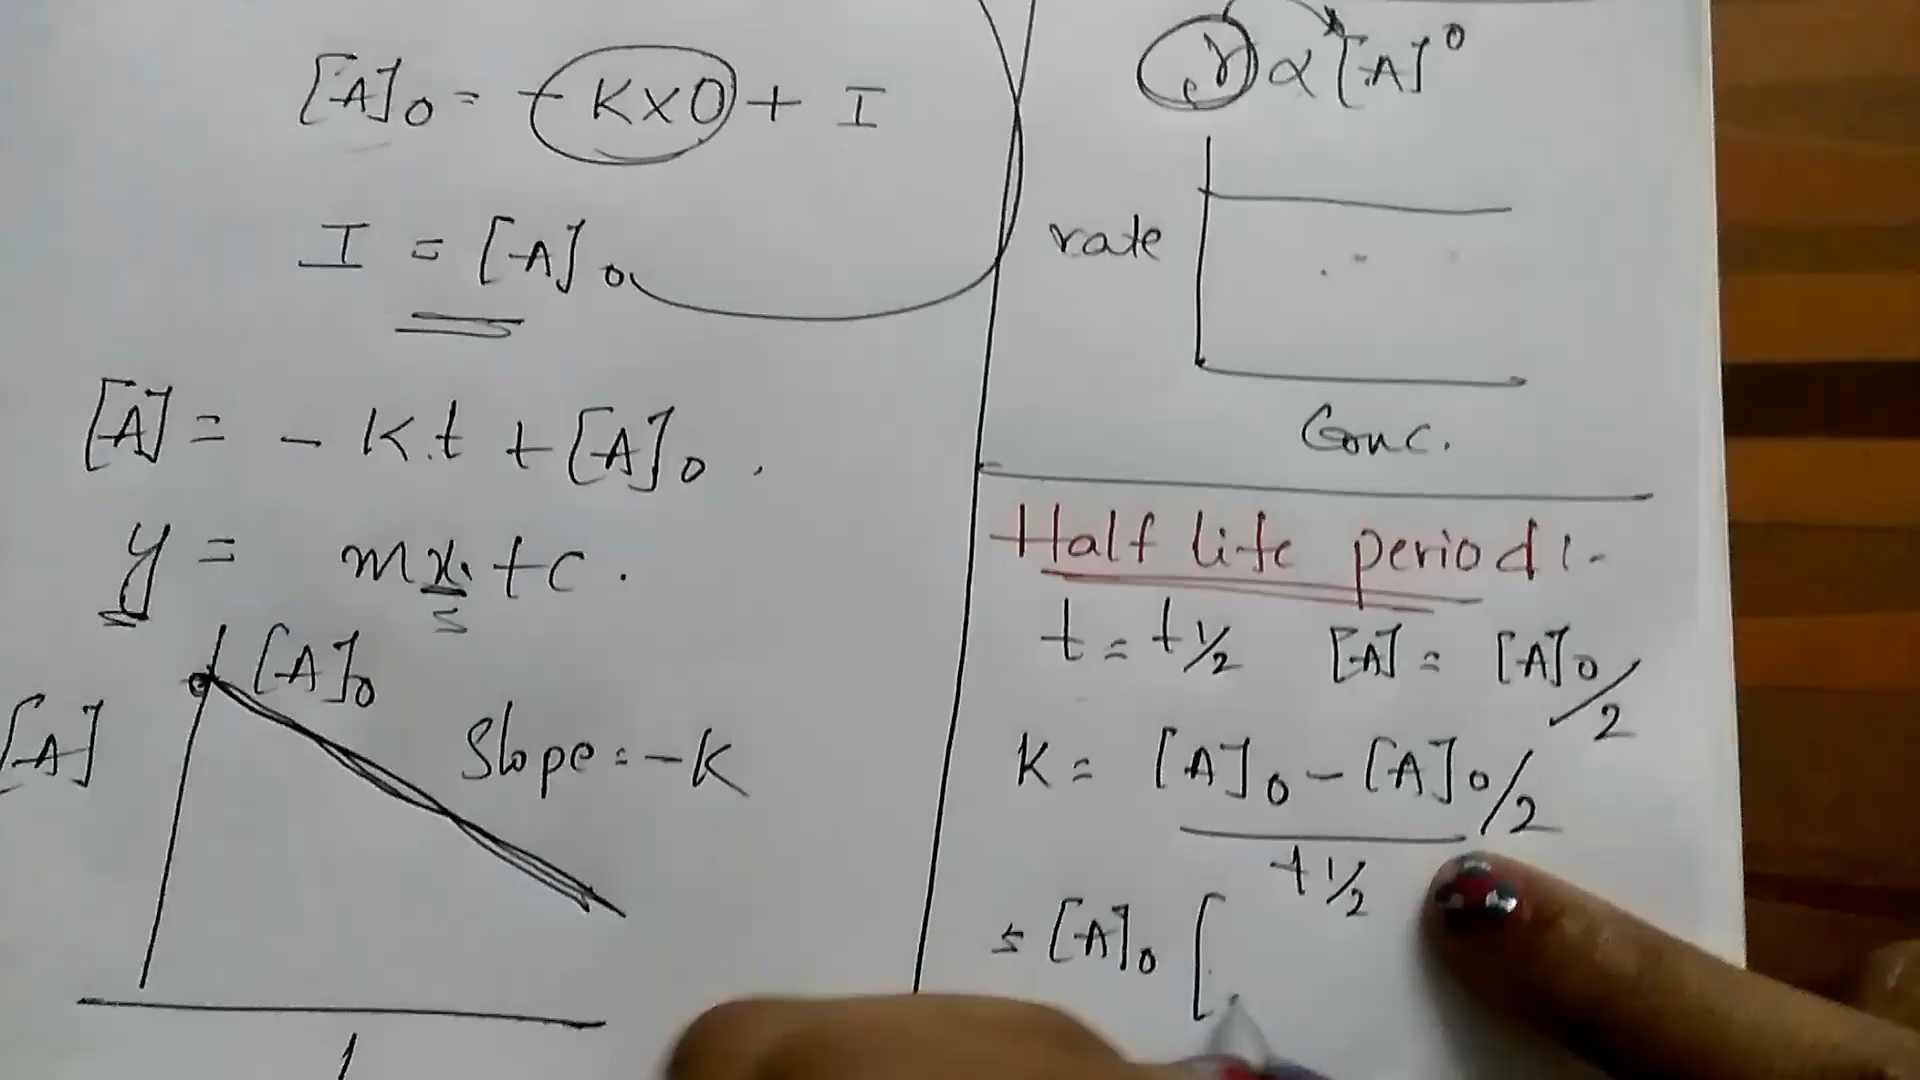 [A]₀ = -K×0 + I
I = [A]₀
[A] = - K.t + [A]₀.
y = mx + c.
[A]₀
[A]
Slope = -K
r α [A]⁰
rate
Conc.
Half life period :-
t = t½ [A] = [A]₀/2
K = [A]₀ - [A]₀/2
t½
= [A]₀ [